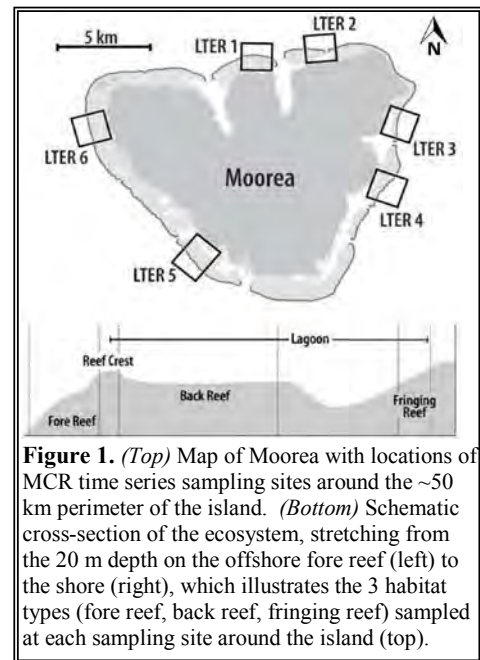 5 km
LTER 1
LTER 2
N
LTER 3
LTER 6
Moorea
LTER 4
LTER 5
Lagoon
Reef Crest
Back Reef
Fore Reef
Fringing
Reef
Figure 1. (Top) Map of Moorea with locations of
MCR time series sampling sites around the ~50
km perimeter of the island. (Bottom) Schematic
cross-section of the ecosystem, stretching from
the 20 m depth on the offshore fore reef (left) to
the shore (right), which illustrates the 3 habitat
types (fore reef, back reef, fringing reef) sampled
at each sampling site around the island (top).